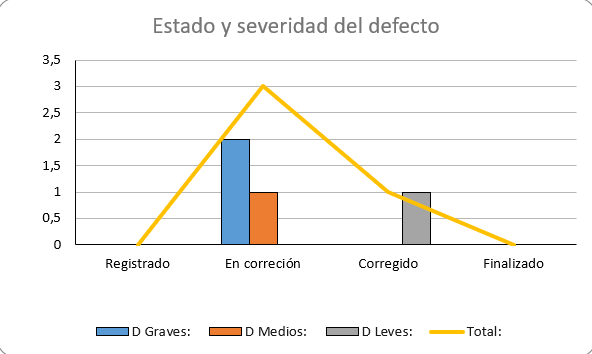 Estado y severidad del defecto
3,5
3
2,5
2
1,5
1
0,5
0
Registrado En correción Corregido Finalizado
D Graves: D Medios: D Leves: Total: